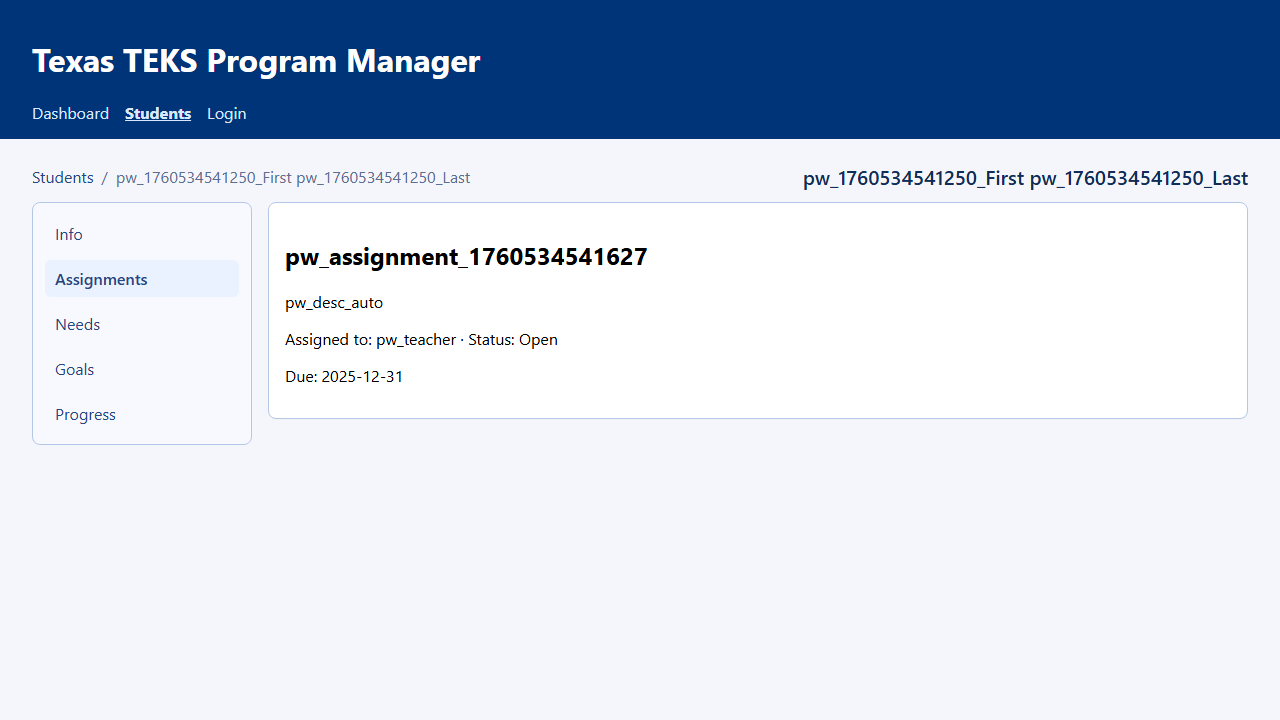 Texas TEKS Program Manager
Dashboard Students Login
Students / pw_1760534541250_First pw_1760534541250_Last
pw_1760534541250_First pw_1760534541250_Last
Info
Assignments
Needs
Goals
Progress
pw_assignment_1760534541627
pw_desc_auto
Assigned to: pw_teacher · Status: Open
Due: 2025-12-31